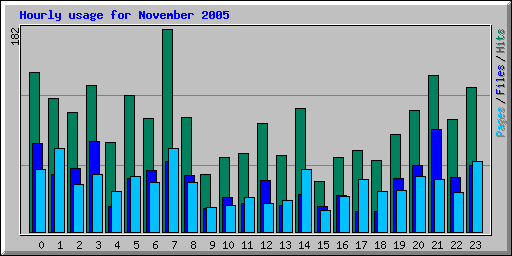 Hourly usage for November 2005
182
Pages / Files / Hits
0 1 2 3 4 5 6 7 8 9 10 11 12 13 14 15 16 17 18 19 20 21 22 23